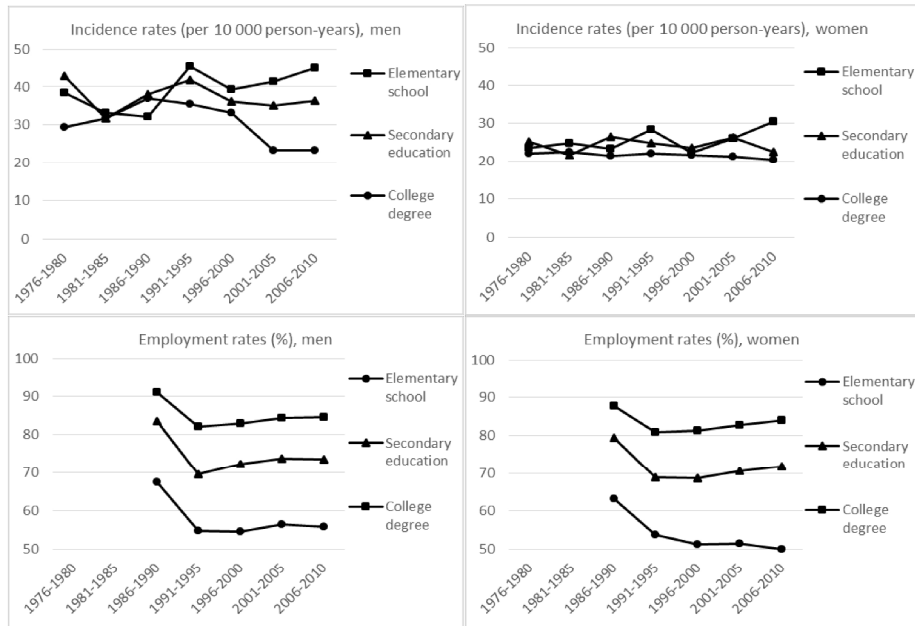 Incidence rates (per 10 000 person-years), men
50
40
30
20
10
0
1976-1980
1981-1985
1986-1990
1991-1995
1996-2000
2001-2005
2006-2010
Elementary
school
Secondary
education
College
degree
Incidence rates (per 10 000 person-years), women
50
40
30
20
10
0
1976-1980
1981-1985
1986-1990
1991-1995
1996-2000
2001-2005
2006-2010
Elementary
school
Secondary
education
College
degree
Employment rates (%), men
100
90
80
70
60
50
1976-1980
1981-1985
1986-1990
1991-1995
1996-2000
2001-2005
2006-2010
Elementary
school
Secondary
education
College
degree
Employment rates (%), women
100
90
80
70
60
50
1976-1980
1981-1985
1986-1990
1991-1995
1996-2000
2001-2005
2006-2010
Elementary
school
Secondary
education
College
degree